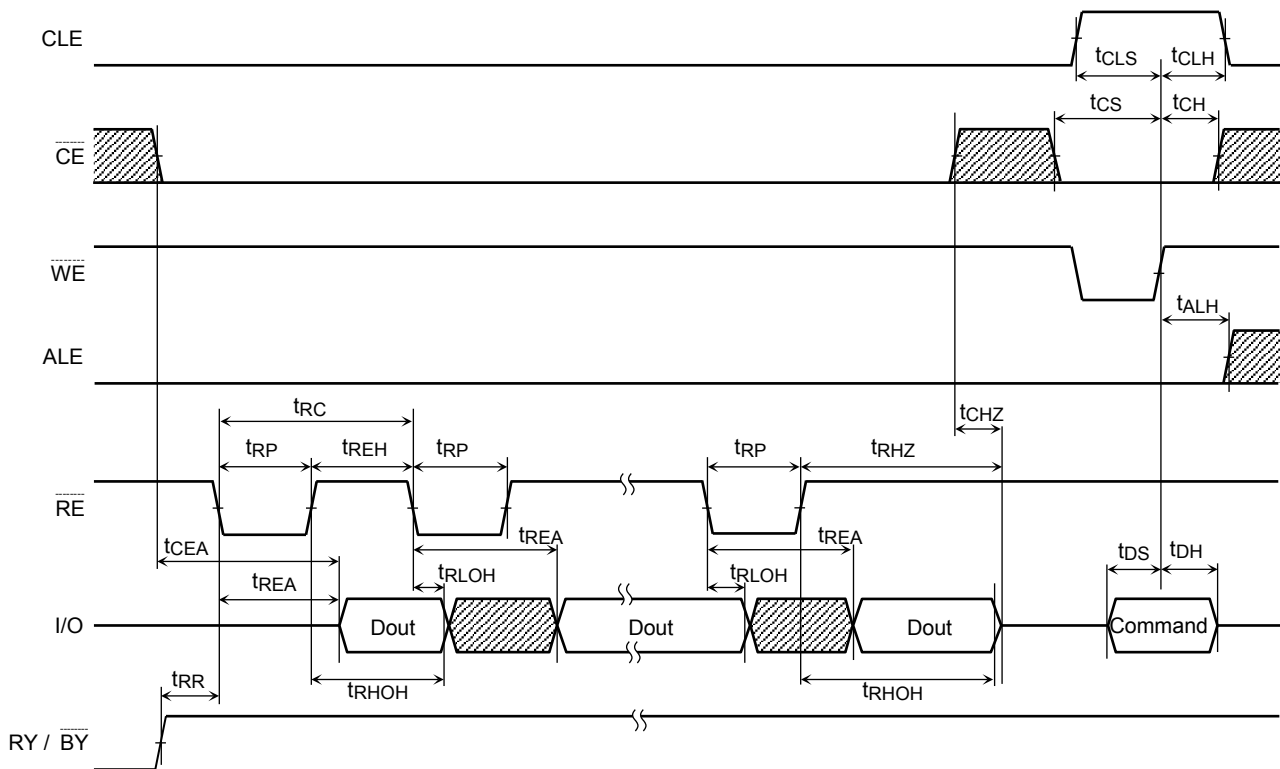 CLE
tCLS tCLH
tCS tCH
CE
WE
tALH
ALE
tRC
tCHZ
tRP tREH tRP tRP tRHZ
RE
tCEA tREA tREA
tREA tRLOH tRLOH tDS tDH
I/O Dout Dout Dout Command
tRR tRHOH tRHOH
RY / BY